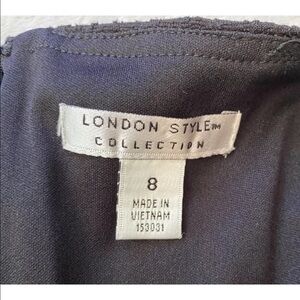 LONDON STYLE™
COLLECTION
8
MADE IN
VIETNAM
153031